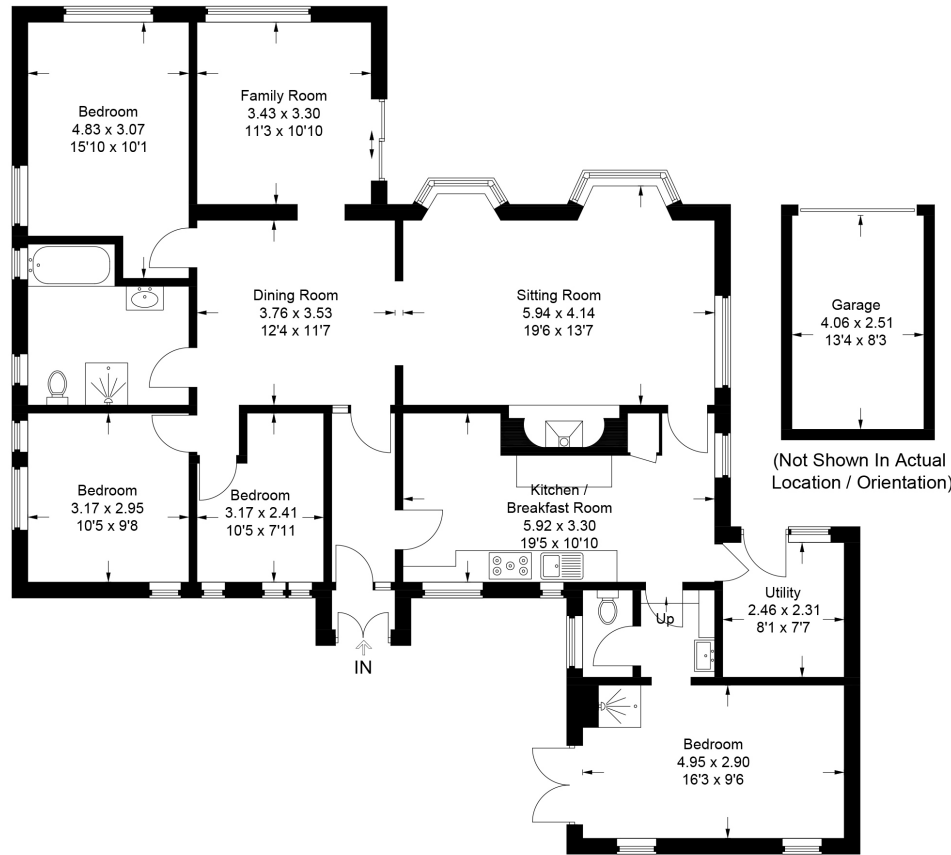 Bedroom
4.83 x 3.07
15'10 x 10'1
Family Room
3.43 x 3.30
11'3 x 10'10
Dining Room
3.76 x 3.53
12'4 x 11'7
Sitting Room
5.94 x 4.14
19'6 x 13'7
Garage
4.06 x 2.51
13'4 x 8'3
(Not Shown In Actual
Location / Orientation)
Bedroom
3.17 x 2.95
10'5 x 9'8
Bedroom
3.17 x 2.41
10'5 x 7'11
Kitchen /
Breakfast Room
5.92 x 3.30
19'5 x 10'10
Utility
2.46 x 2.31
8'1 x 7'7
Up
IN
Bedroom
4.95 x 2.90
16'3 x 9'6